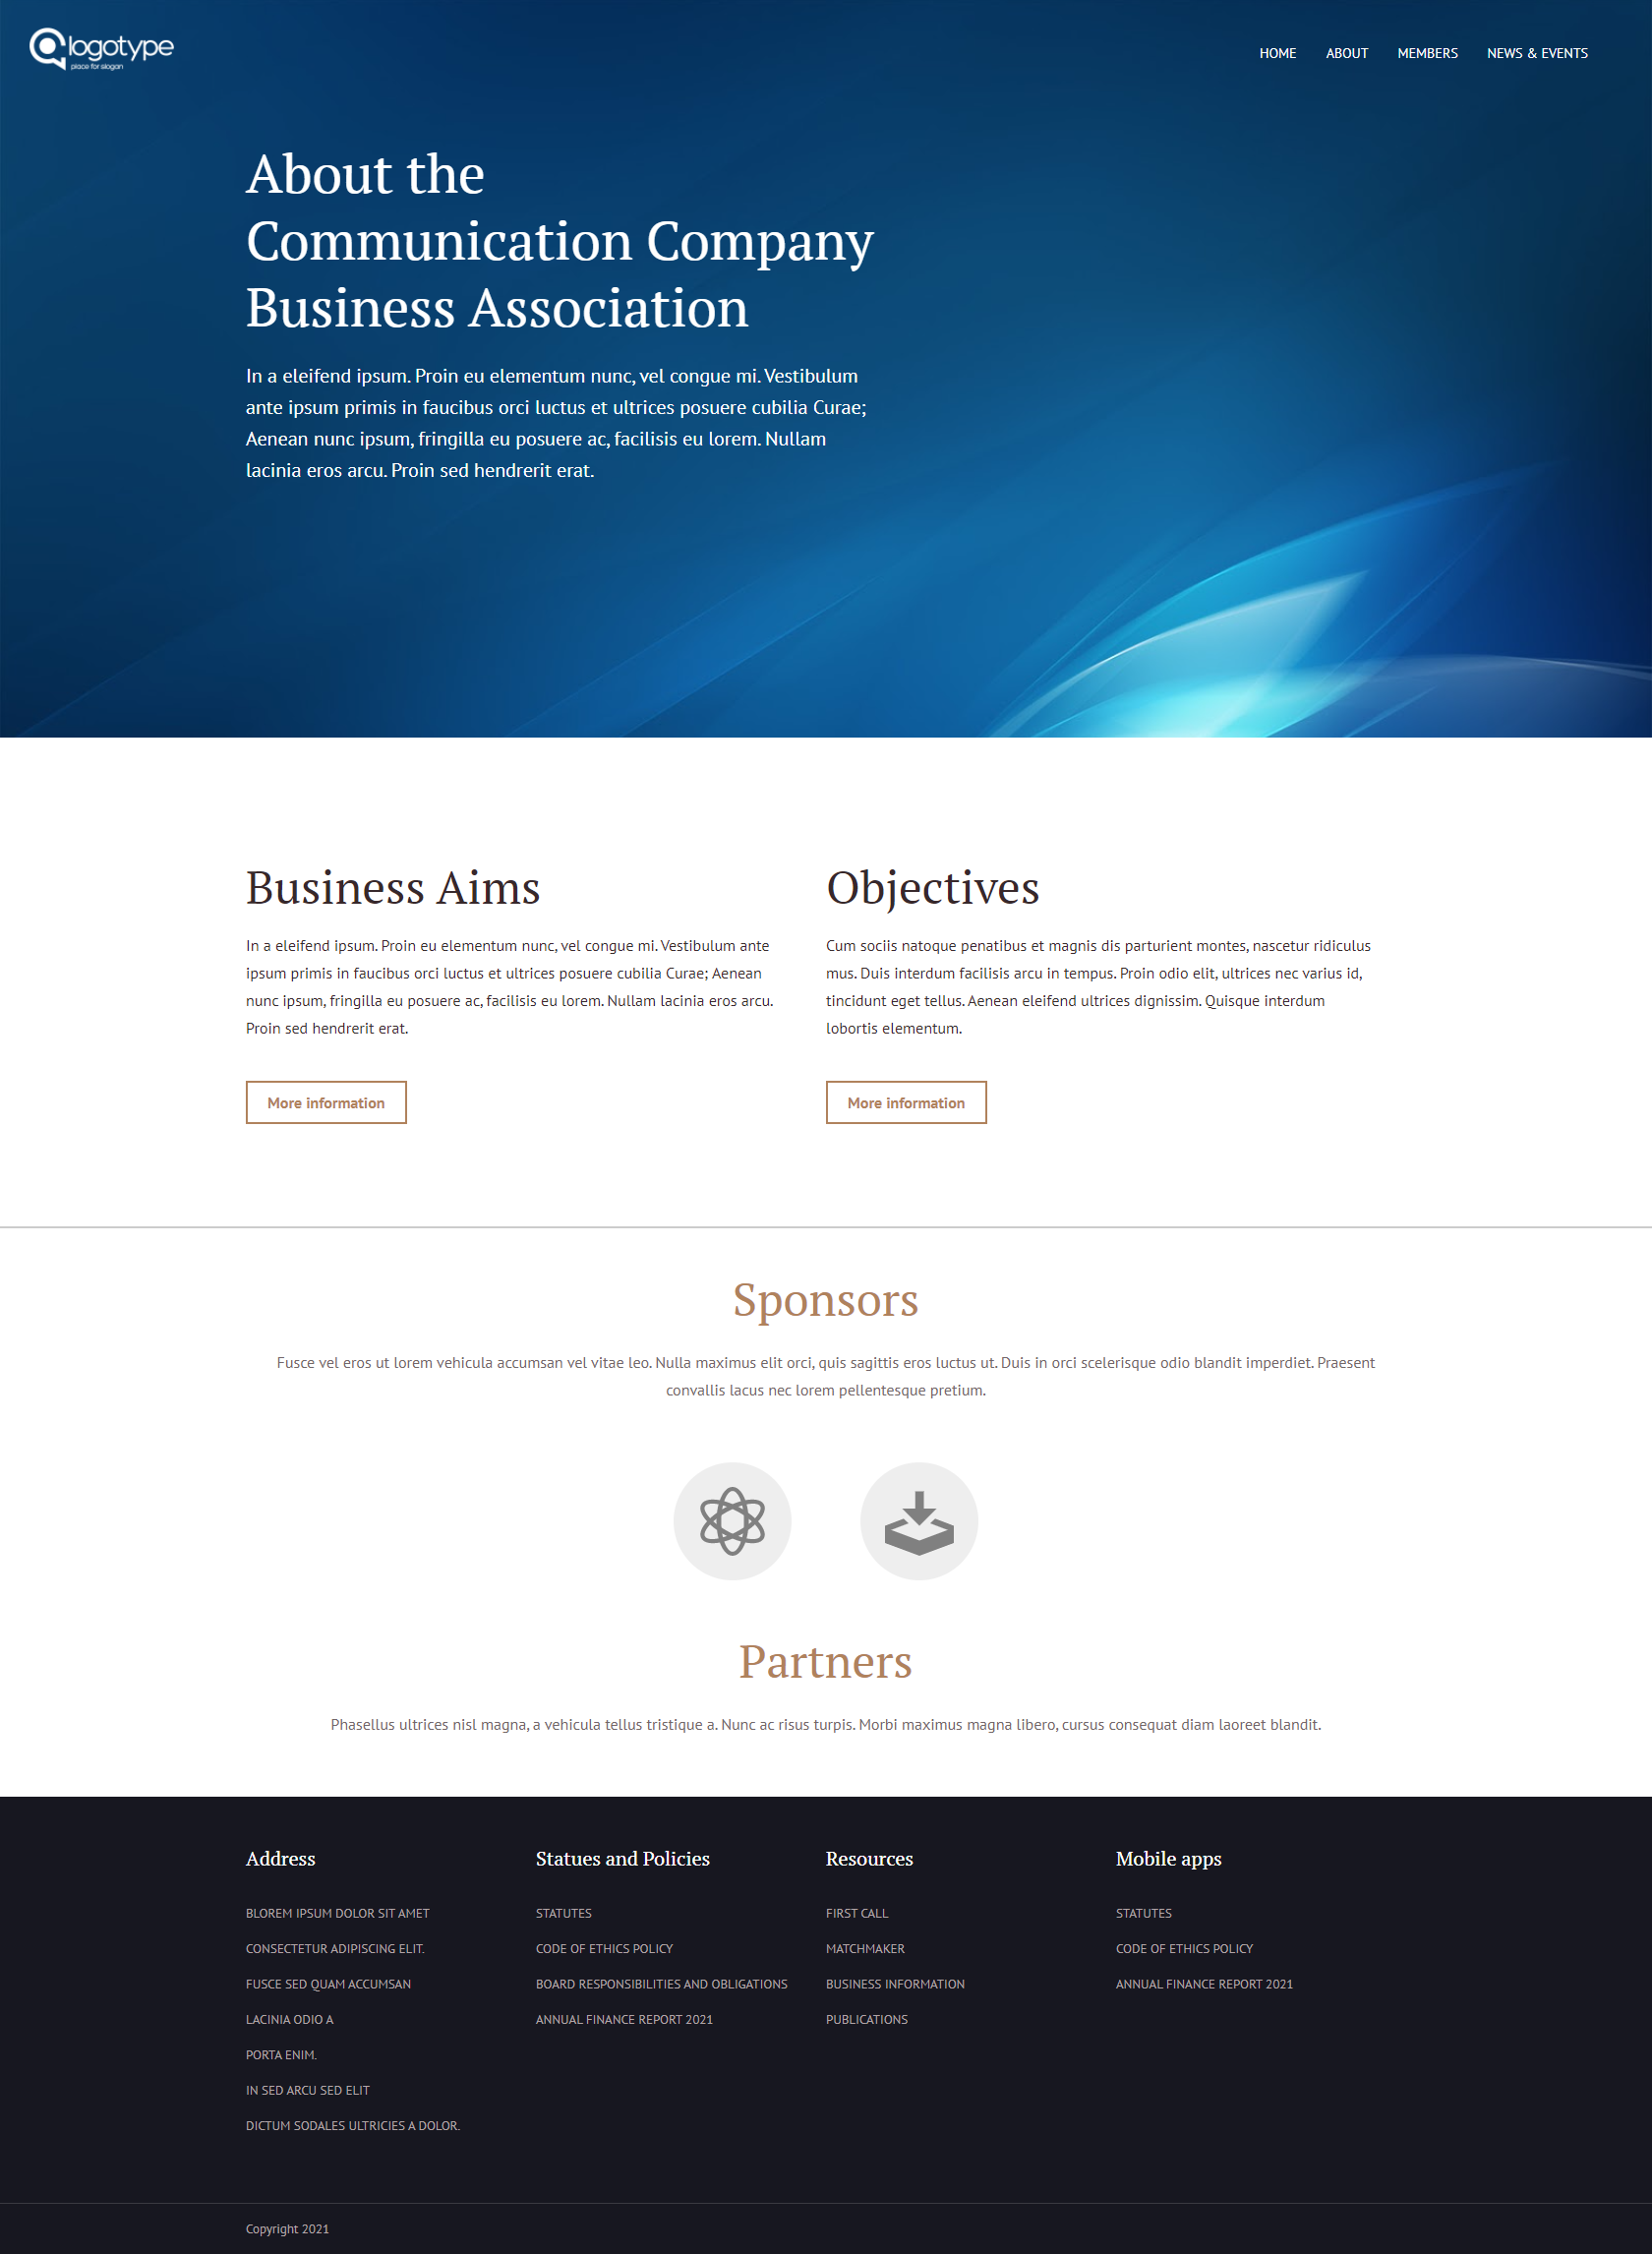 logotype
place for slogan
HOME ABOUT MEMBERS NEWS & EVENTS
About the
Communication Company
Business Association
In a eleifend ipsum. Proin eu elementum nunc, vel congue mi. Vestibulum
ante ipsum primis in faucibus orci luctus et ultrices posuere cubilia Curae;
Aenean nunc ipsum, fringilla eu posuere ac, facilisis eu lorem. Nullam
lacinia eros arcu. Proin sed hendrerit erat.
Business Aims
In a eleifend ipsum. Proin eu elementum nunc, vel congue mi. Vestibulum ante
ipsum primis in faucibus orci luctus et ultrices posuere cubilia Curae; Aenean
nunc ipsum, fringilla eu posuere ac, facilisis eu lorem. Nullam lacinia eros arcu.
Proin sed hendrerit erat.
More information
Objectives
Cum sociis natoque penatibus et magnis dis parturient montes, nascetur ridiculus
mus. Duis interdum facilisis arcu in tempus. Proin odio elit, ultrices nec varius id,
tincidunt eget tellus. Aenean eleifend ultrices dignissim. Quisque interdum
lobortis elementum.
More information
Sponsors
Fusce vel eros ut lorem vehicula accumsan vel vitae leo. Nulla maximus elit orci, quis sagittis eros luctus ut. Duis in orci scelerisque odio blandit imperdiet. Praesent
convallis lacus nec lorem pellentesque pretium.
Partners
Phasellus ultrices nisl magna, a vehicula tellus tristique a. Nunc ac risus turpis. Morbi maximus magna libero, cursus consequat diam laoreet blandit.
Address
BLOREM IPSUM DOLOR SIT AMET
CONSECTETUR ADIPISCING ELIT.
FUSCE SED QUAM ACCUMSAN
LACINIA ODIO A
PORTA ENIM.
IN SED ARCU SED ELIT
DICTUM SODALES ULTRICIES A DOLOR.
Statues and Policies
STATUTES
CODE OF ETHICS POLICY
BOARD RESPONSIBILITIES AND OBLIGATIONS
ANNUAL FINANCE REPORT 2021
Resources
FIRST CALL
MATCHMAKER
BUSINESS INFORMATION
PUBLICATIONS
Mobile apps
STATUTES
CODE OF ETHICS POLICY
ANNUAL FINANCE REPORT 2021
Copyright 2021